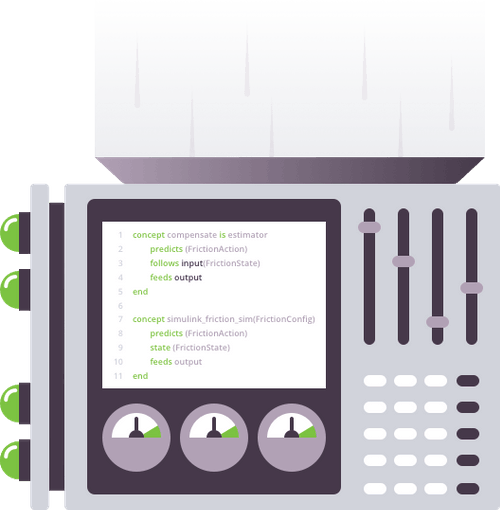 1 concept compensate is estimator
2 predicts (FrictionAction)
3 follows input(FrictionState)
4 feeds output
5 end
6
7 concept simulink_friction_sim(FrictionConfig)
8 predicts (FrictionAction)
9 state (FrictionState)
10 feeds output
11 end